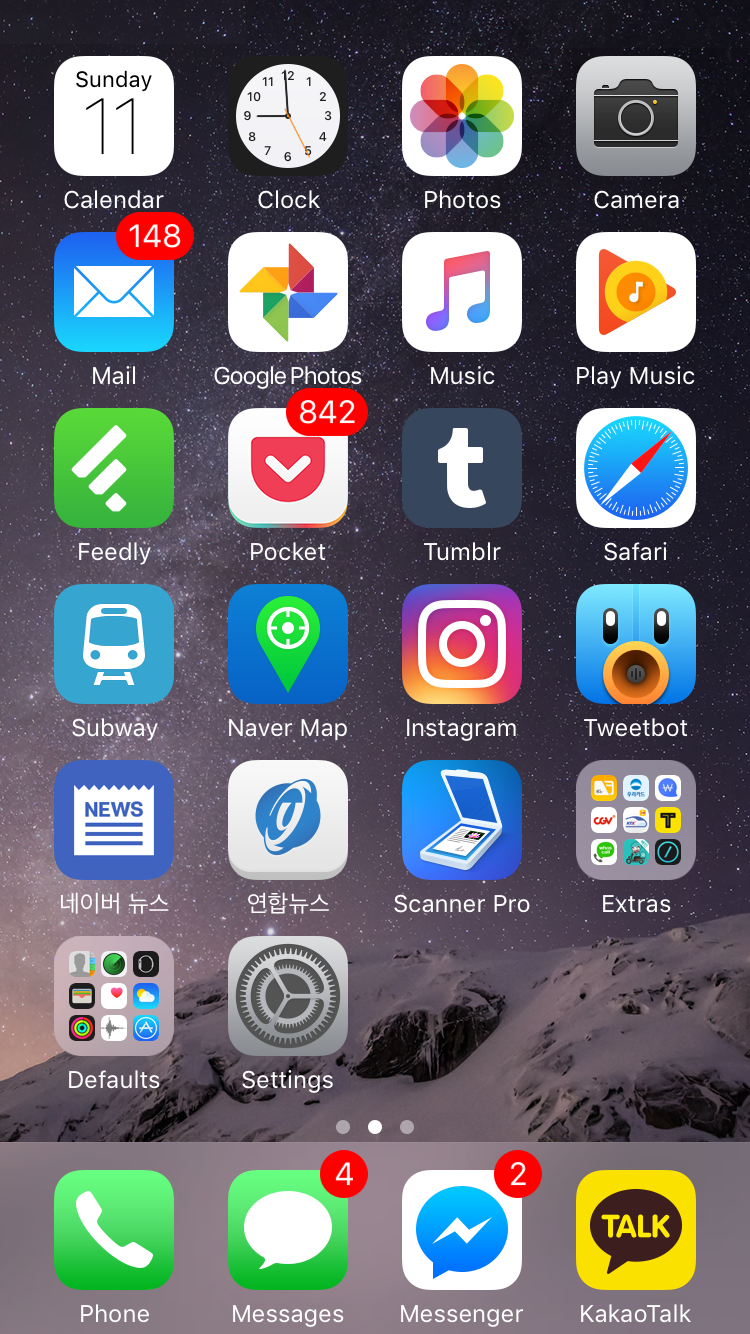 Sunday
11
12
11 1
10 2
9 3
8 4
7 5
6
Calendar Clock Photos Camera
148
Mail Google Photos Music Play Music
842
Feedly Pocket Tumblr Safari
Subway Naver Map Instagram Tweetbot
NEWS
CGV
네이버 뉴스 연합뉴스 Scanner Pro Extras
Defaults Settings
4 2
TALK
Phone Messages Messenger KakaoTalk